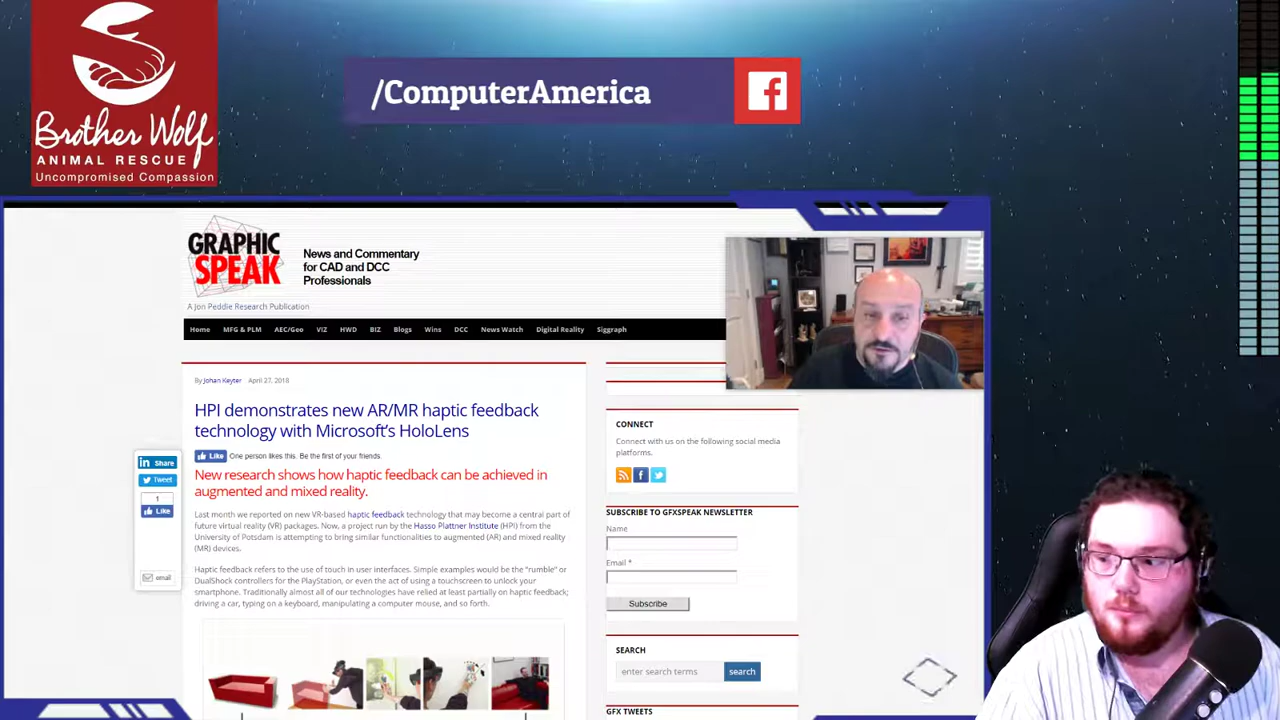 Brother Wolf
ANIMAL RESCUE
Uncompromised Compassion
/ComputerAmerica
GRAPHIC
SPEAK
News and Commentary
for CAD and DCC
Professionals
A Jon Peddie Research Publication
Home MFG & PLM AEC/Geo VIZ HWD BIZ Blogs Wins DCC News Watch Digital Reality Siggraph
By Johan Keyter April 27, 2018
HPI demonstrates new AR/MR haptic feedback
technology with Microsoft's HoloLens
Like One person likes this. Be the first of your friends.
New research shows how haptic feedback can be achieved in
augmented and mixed reality.
Last month we reported on new VR-based haptic feedback technology that may become a central part of
future virtual reality (VR) packages. Now, a project run by the Hasso Plattner Institute (HPI) from the
University of Potsdam is attempting to bring similar functionalities to augmented (AR) and mixed reality
(MR) devices.
Haptic feedback refers to the use of touch in user interfaces. Simple examples would be the "rumble" or
DualShock controllers for the PlayStation, or even the act of using a touchscreen to unlock your
smartphone. Traditionally almost all of our technologies have relied at least partially on haptic feedback;
driving a car, typing on a keyboard, manipulating a computer mouse, and so forth.
in Share
Tweet
1
Like
email
CONNECT
Connect with us on the following social media
platforms.
SUBSCRIBE TO GFXSPEAK NEWSLETTER
Name
Email *
Subscribe
SEARCH
enter search terms search
GFX TWEETS